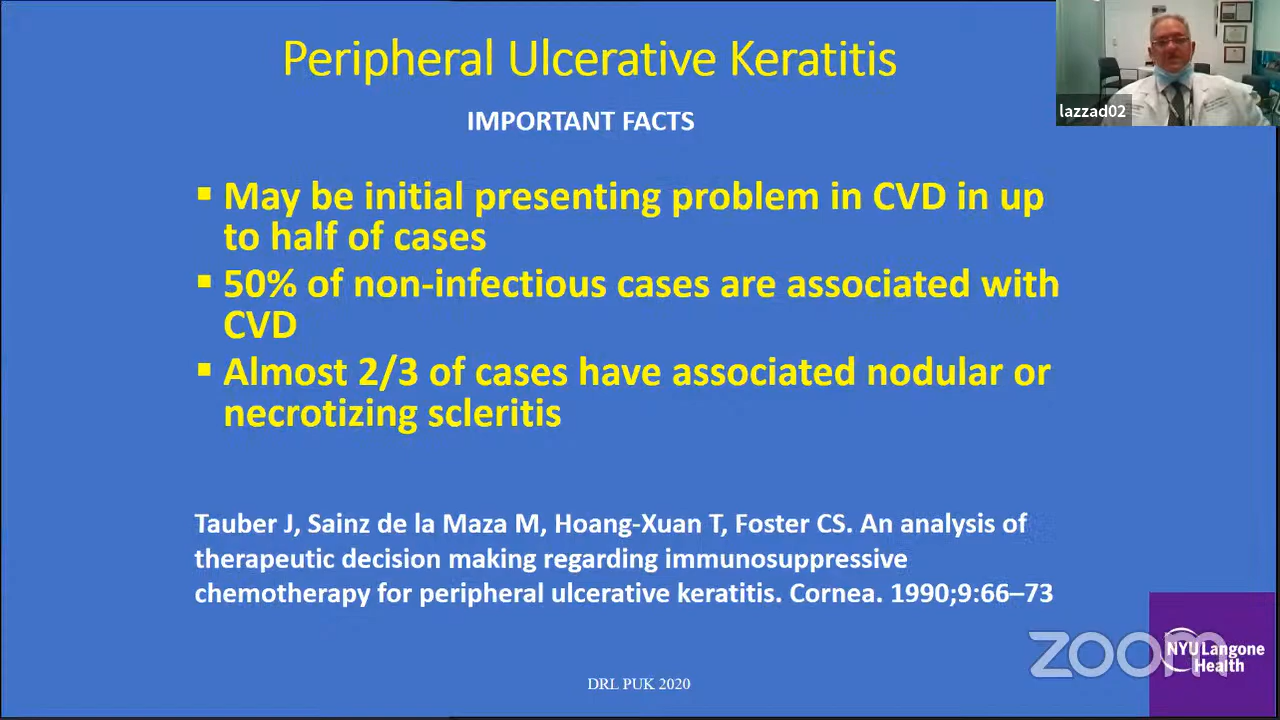 Peripheral Ulcerative Keratitis
lazzad02
IMPORTANT FACTS
▪ May be initial presenting problem in CVD in up
to half of cases
▪ 50% of non-infectious cases are associated with
CVD
▪ Almost 2/3 of cases have associated nodular or
necrotizing scleritis
Tauber J, Sainz de la Maza M, Hoang-Xuan T, Foster CS. An analysis of
therapeutic decision making regarding immunosuppressive
chemotherapy for peripheral ulcerative keratitis. Cornea. 1990;9:66–73
zoom
NYU Langone
Health
DRL PUK 2020